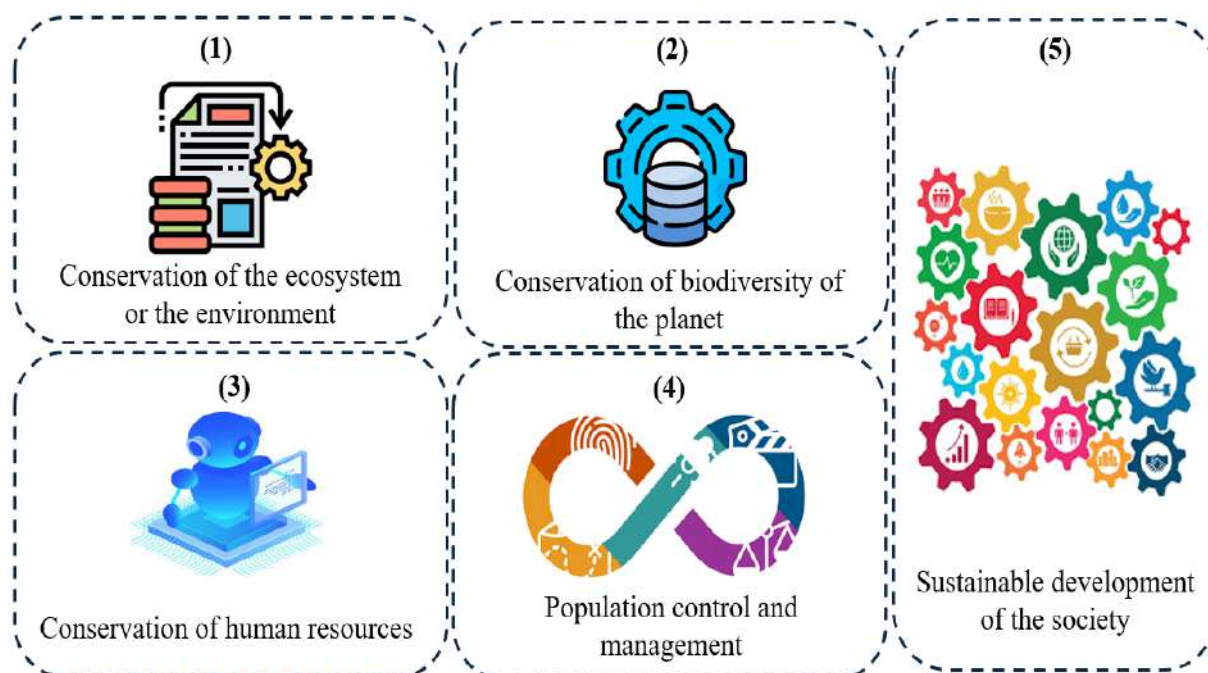 (1)
Conservation of the ecosystem
or the environment
(2)
Conservation of biodiversity of
the planet
(3)
Conservation of human resources
(4)
Population control and
management
(5)
Sustainable development
of the society